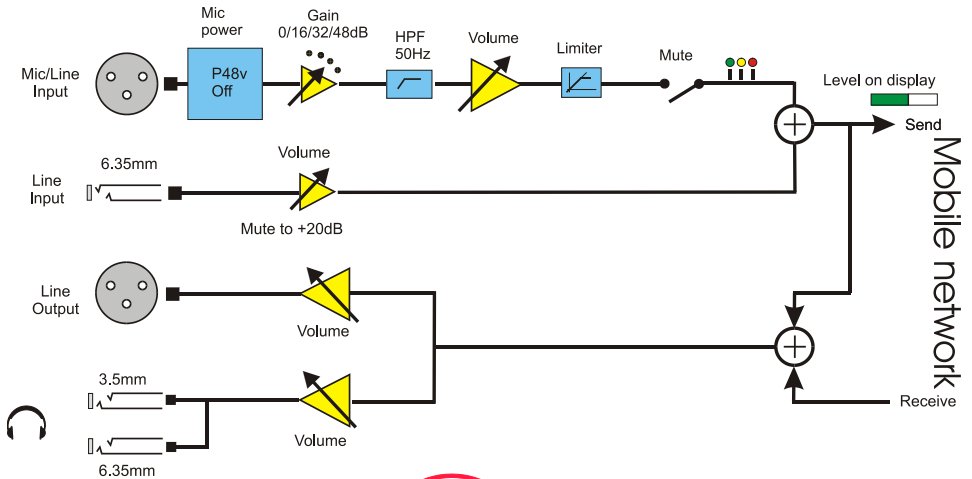 Mic
power
Gain
0/16/32/48dB
HPF
50Hz
Volume
Limiter
Mute
Level on display
Mic/Line
Input
P48v
Off
Send
6.35mm
Line
Input
Volume
Mute to +20dB
Mobile network
Line
Output
Volume
3.5mm
Volume
Receive
6.35mm